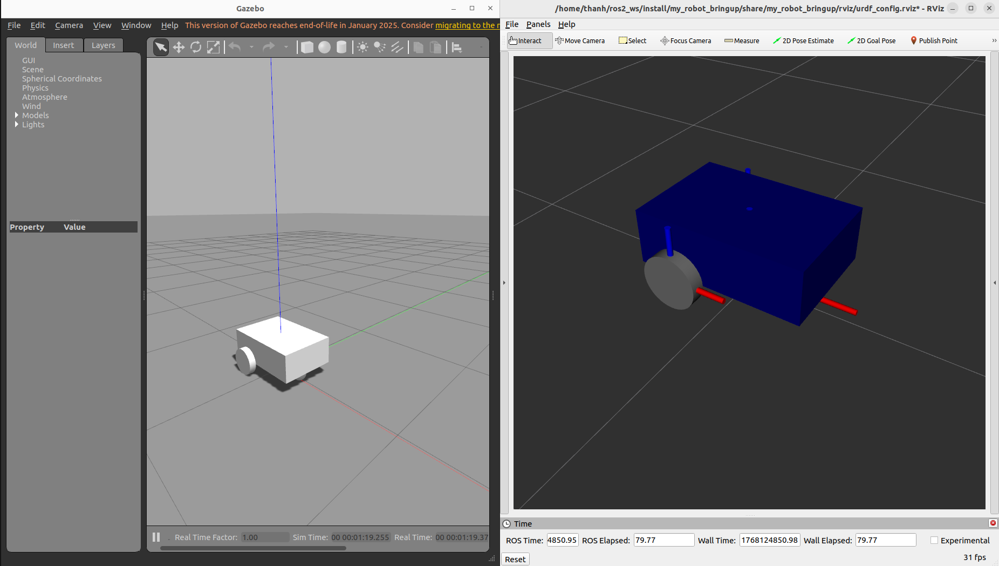 Gazebo
File Edit Camera View Window Help This version of Gazebo reaches end-of-life in January 2025. Consider migrating to the
World Insert Layers
GUI
Scene
Spherical Coordinates
Physics
Atmosphere
Wind
Models
Lights
Property Value
Real Time Factor: 1.00 Sim Time: 00 00:01:19.255 Real Time: 00 00:01:19.37
/home/thanh/ros2_ws/install/my_robot_bringup/share/my_robot_bringup/rviz/urdf_config.rviz* - RViz
File Panels Help
Interact Move Camera Select Focus Camera Measure 2D Pose Estimate 2D Goal Pose Publish Point
Time
ROS Time: 4850.95 ROS Elapsed: 79.77 Wall Time: 1768124850.98 Wall Elapsed: 79.77 Experimental
Reset 31 fps